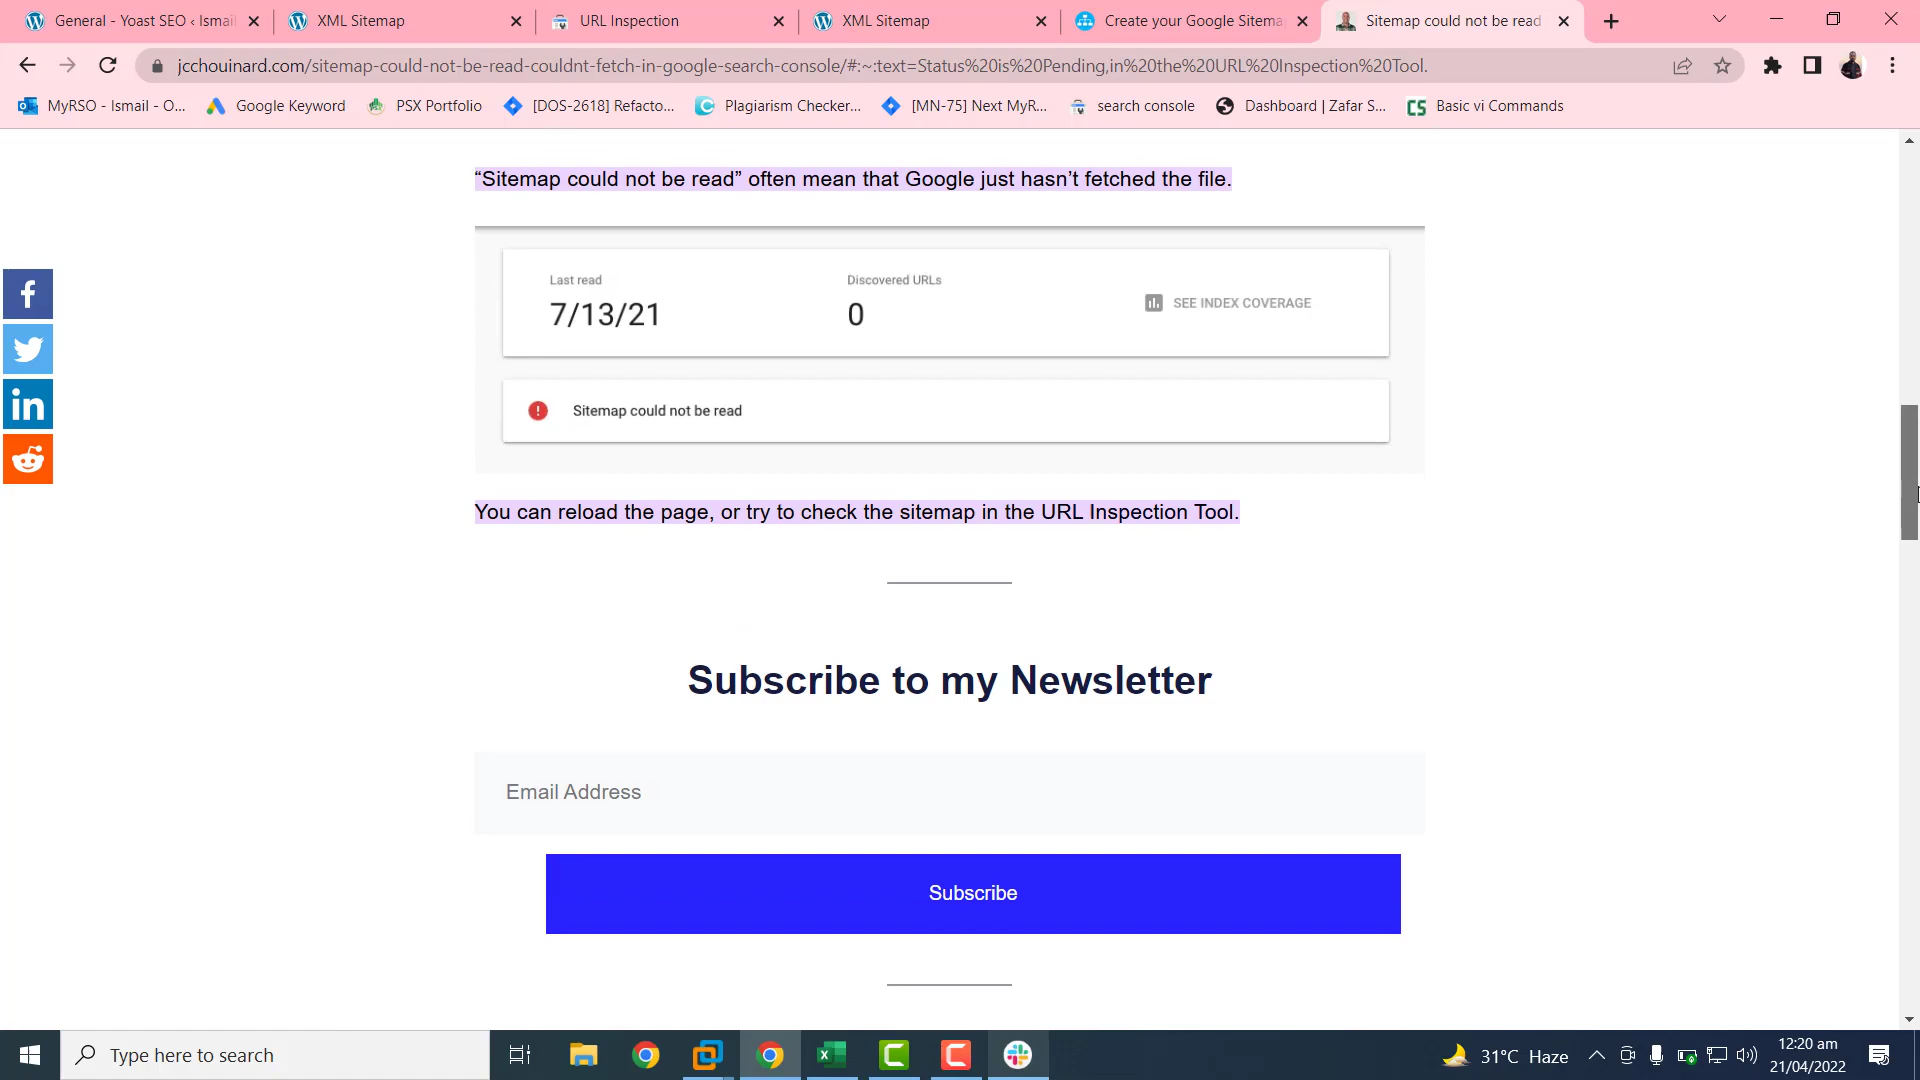 General - Yoast SEO ‹ Ismail
XML Sitemap
URL Inspection
XML Sitemap
Create your Google Sitema
Sitemap could not be read
jcchouinard.com/sitemap-could-not-be-read-couldnt-fetch-in-google-search-console/#:~:text=Status%20is%20Pending,in%20the%20URL%20Inspection%20Tool.
MyRSO - Ismail - O...
Google Keyword
PSX Portfolio
[DOS-2618] Refacto...
Plagiarism Checker...
[MN-75] Next MyR...
search console
Dashboard | Zafar S...
CS Basic vi Commands
“Sitemap could not be read” often mean that Google just hasn’t fetched the file.
Last read
Discovered URLs
7/13/21
0
SEE INDEX COVERAGE
Sitemap could not be read
You can reload the page, or try to check the sitemap in the URL Inspection Tool.
Subscribe to my Newsletter
Email Address
Subscribe
Type here to search
31°C Haze
12:20 am
21/04/2022